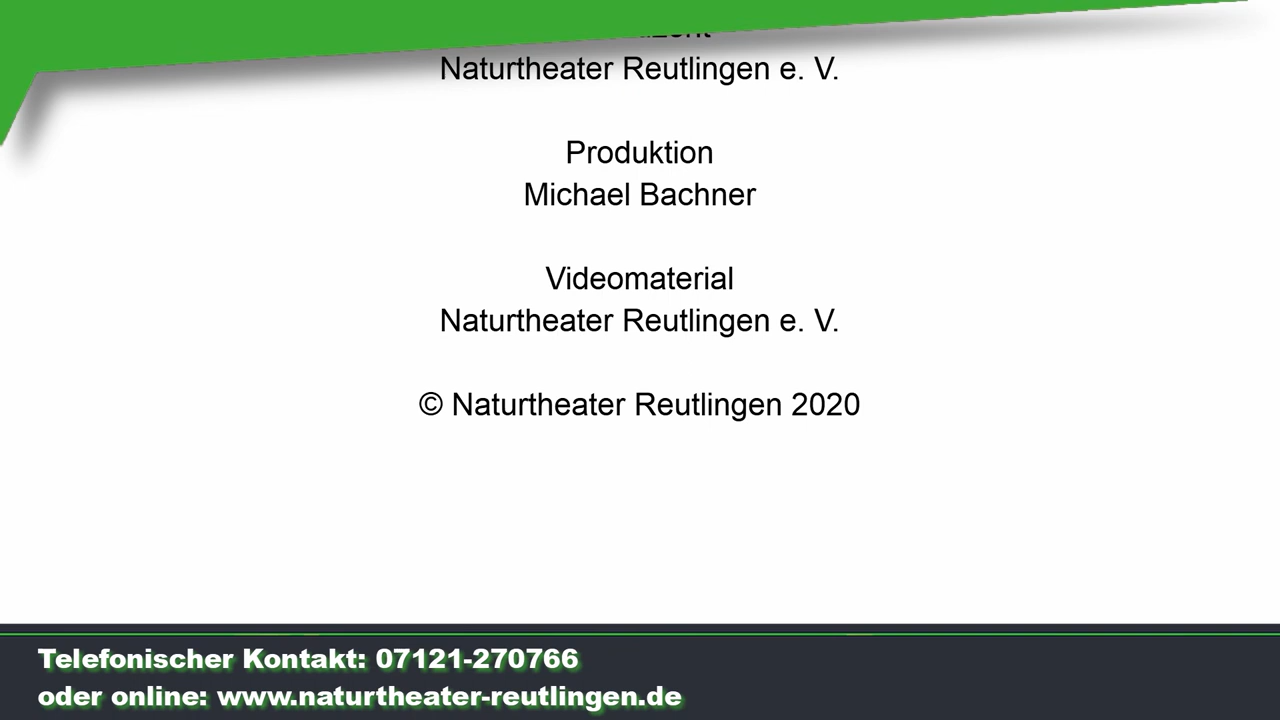 Naturtheater Reutlingen e. V.
Produktion
Michael Bachner
Videomaterial
Naturtheater Reutlingen e. V.
© Naturtheater Reutlingen 2020
Telefonischer Kontakt: 07121-270766
oder online: www.naturtheater-reutlingen.de